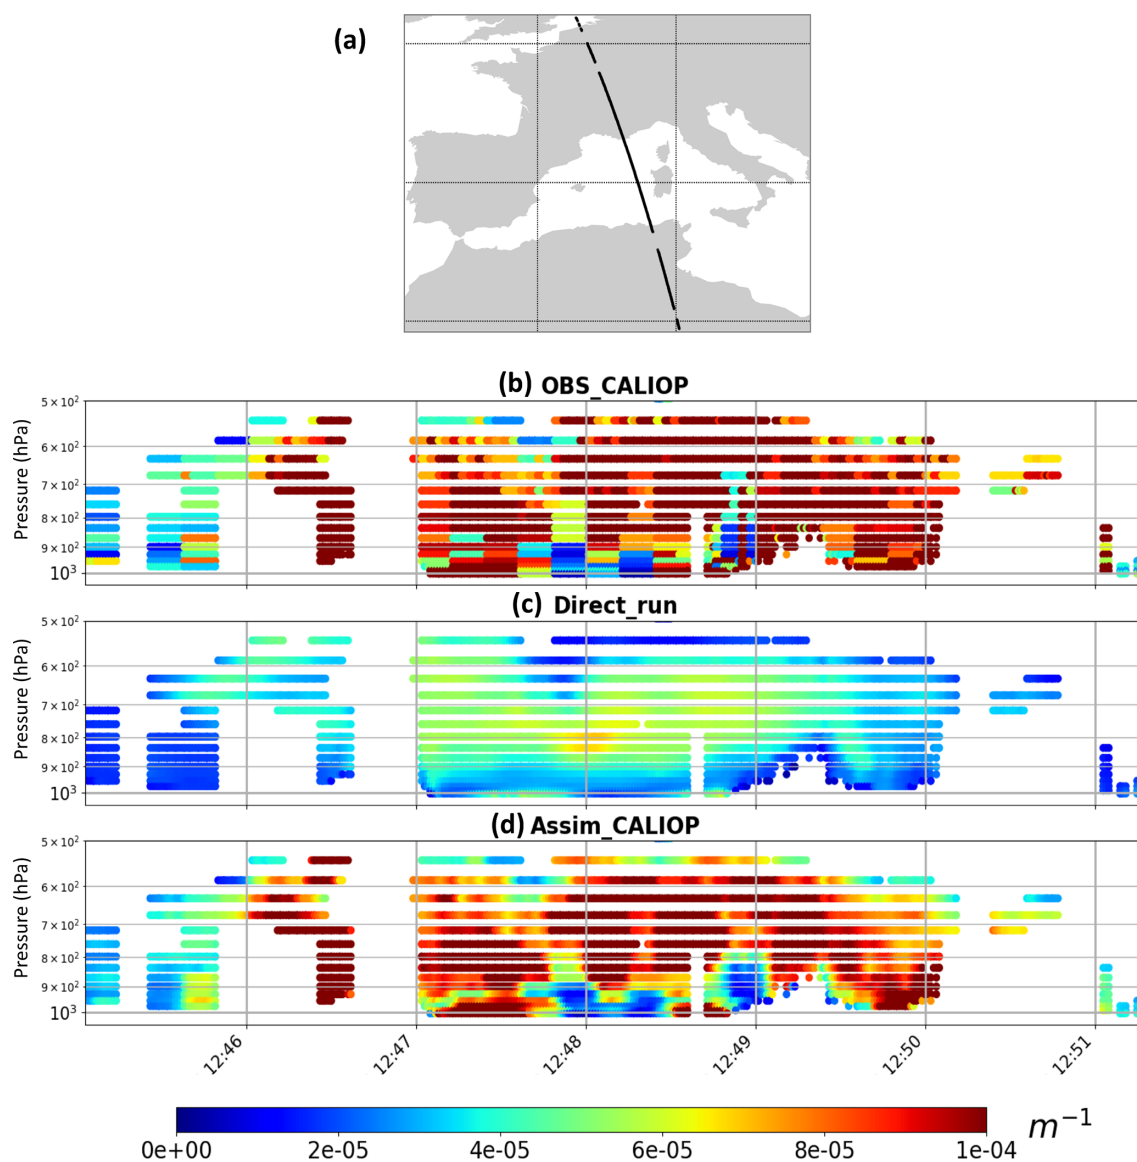 (a)
(b) OBS_CALIOP
Pressure (hPa)
5 × 10²
6 × 10²
7 × 10²
8 × 10²
9 × 10²
10³
(c) Direct_run
Pressure (hPa)
5 × 10²
6 × 10²
7 × 10²
8 × 10²
9 × 10²
10³
(d) Assim_CALIOP
Pressure (hPa)
5 × 10²
6 × 10²
7 × 10²
8 × 10²
9 × 10²
10³
12:46 12:47 12:48 12:49 12:50 12:51
0e+00 2e-05 4e-05 6e-05 8e-05 1e-04 m⁻¹